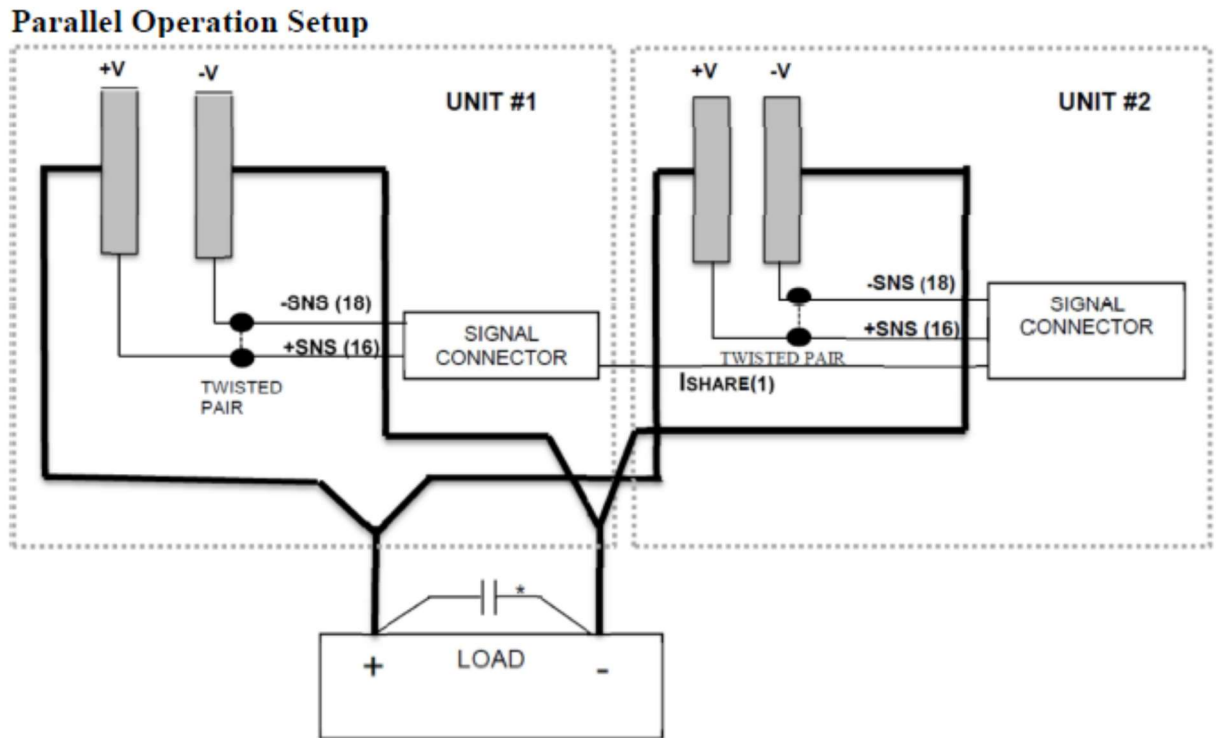 Parallel Operation Setup
+V
-V
UNIT #1
-SNS (18)
+SNS (16)
TWISTED
PAIR
SIGNAL
CONNECTOR
+V
-V
UNIT #2
-SNS (18)
+SNS (16)
TWISTED PAIR
ISHARE(1)
SIGNAL
CONNECTOR
*
+ LOAD -